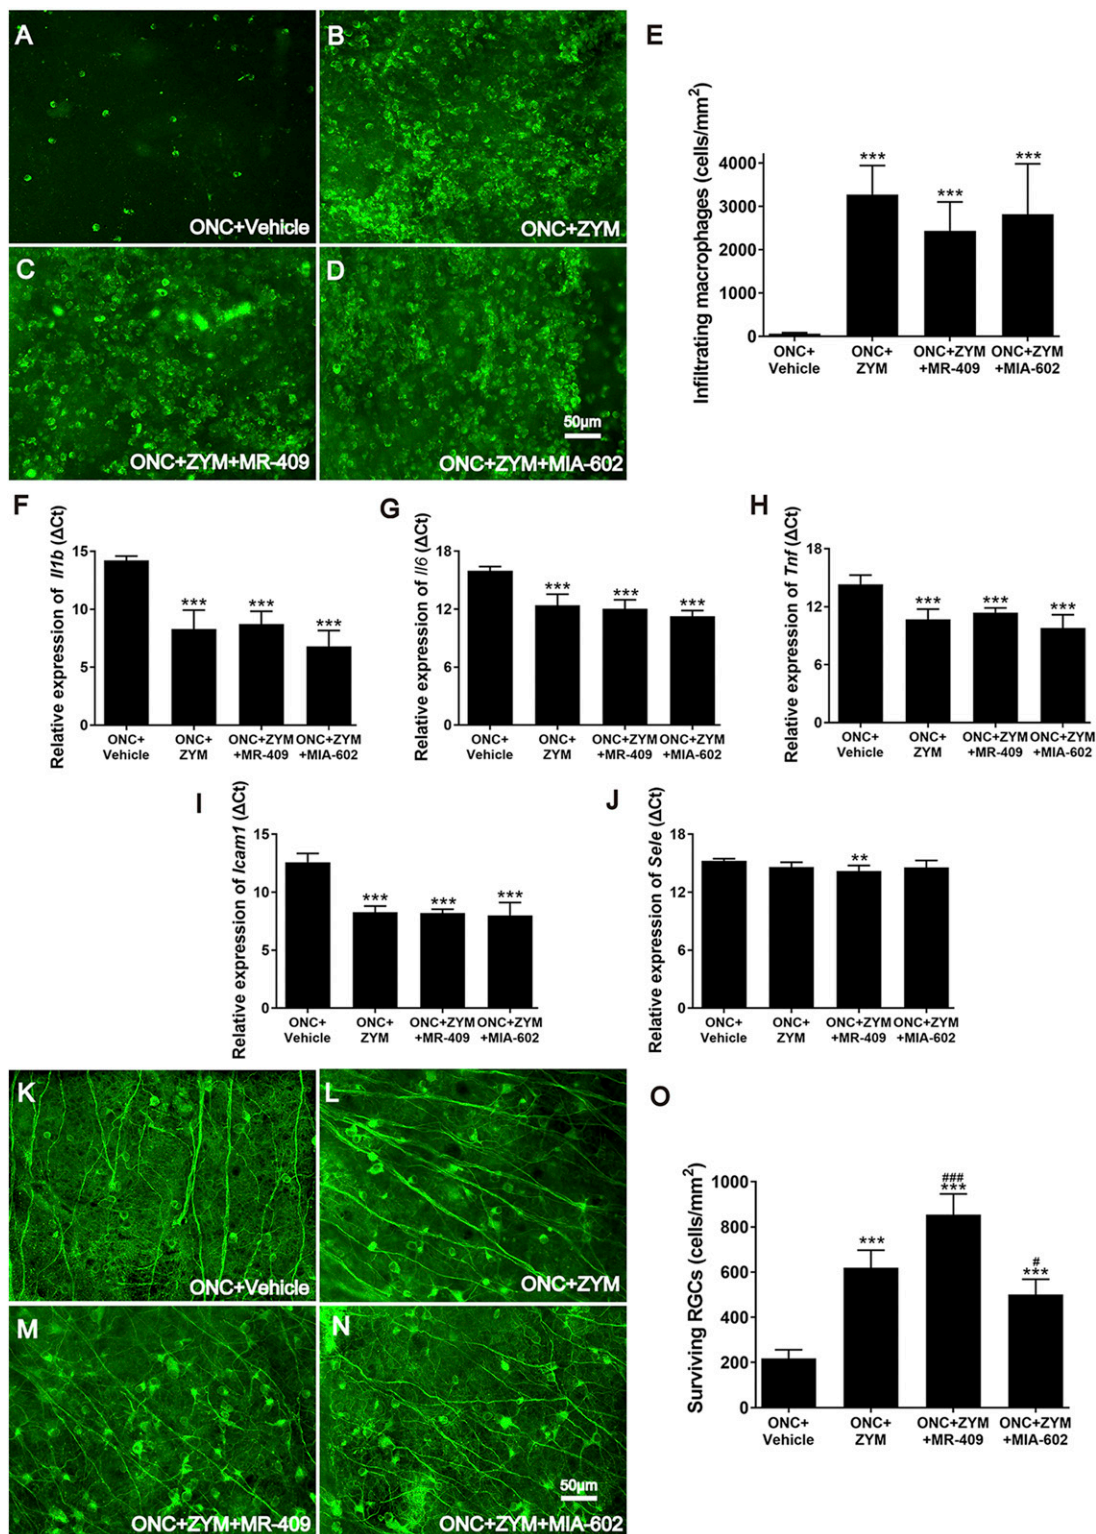 A
ONC+Vehicle
B
ONC+ZYM
C
ONC+ZYM+MR-409
D
50µm
ONC+ZYM+MIA-602
E
Infiltrating macrophages (cells/mm²)
4000
3000
2000
1000
0
***
***
***
ONC+
Vehicle
ONC+
ZYM
ONC+ZYM
+MR-409
ONC+ZYM
+MIA-602
F
Relative expression of Il1b (ΔCt)
15
10
5
0
***
***
***
ONC+
Vehicle
ONC+
ZYM
ONC+ZYM
+MR-409
ONC+ZYM
+MIA-602
G
Relative expression of Il6 (ΔCt)
18
12
6
0
***
***
***
ONC+
Vehicle
ONC+
ZYM
ONC+ZYM
+MR-409
ONC+ZYM
+MIA-602
H
Relative expression of Tnf (ΔCt)
18
12
6
0
***
***
***
ONC+
Vehicle
ONC+
ZYM
ONC+ZYM
+MR-409
ONC+ZYM
+MIA-602
I
Relative expression of Icam1 (ΔCt)
15
10
5
0
***
***
***
ONC+
Vehicle
ONC+
ZYM
ONC+ZYM
+MR-409
ONC+ZYM
+MIA-602
J
Relative expression of Sele (ΔCt)
18
12
6
0
**
ONC+
Vehicle
ONC+
ZYM
ONC+ZYM
+MR-409
ONC+ZYM
+MIA-602
K
ONC+Vehicle
L
ONC+ZYM
M
ONC+ZYM+MR-409
N
50µm
ONC+ZYM+MIA-602
O
Surviving RGCs (cells/mm²)
1000
800
600
400
200
0
***
###
***
#
***
ONC+
Vehicle
ONC+
ZYM
ONC+ZYM
+MR-409
ONC+ZYM
+MIA-602